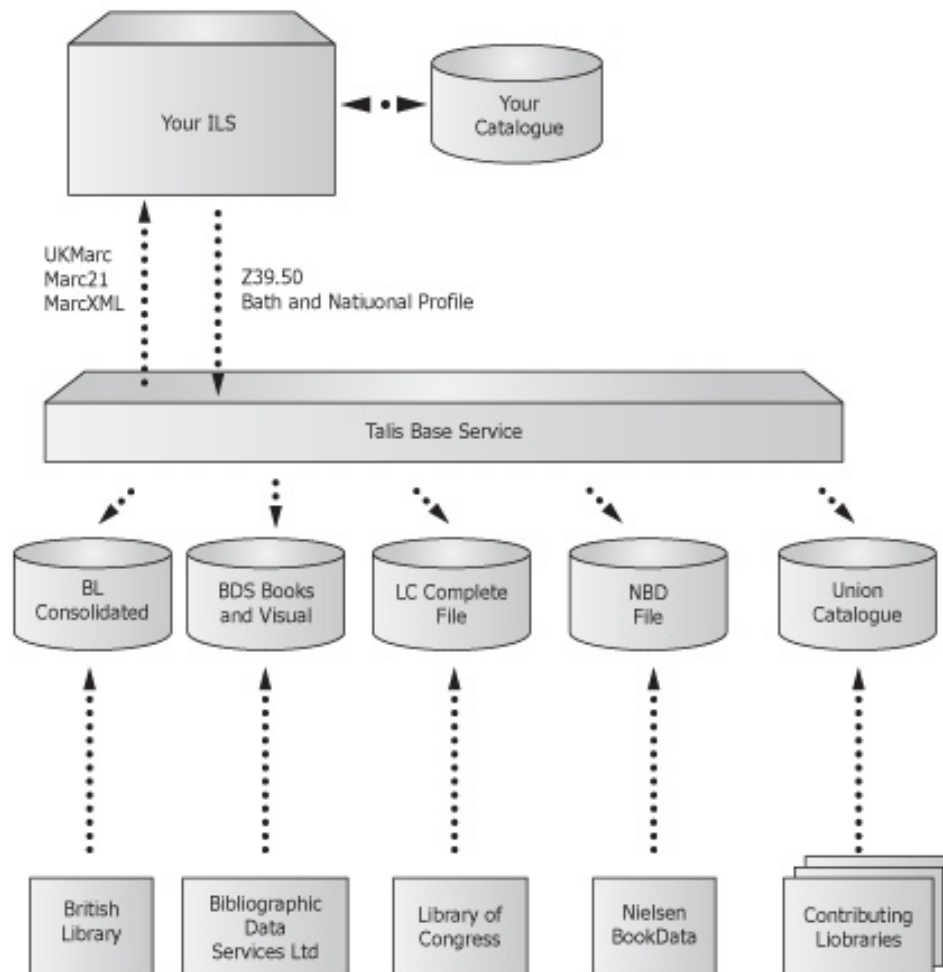 Your ILS
Your
Catalogue
UKMarc
Marc21
MarcXML
Z39.50
Bath and Natiuonal Profile
Talis Base Service
BL
Consolidated
BDS Books
and Visual
LC Complete
File
NBD
File
Union
Catalogue
British
Library
Bibliographic
Data
Services Ltd
Library of
Congress
Nielsen
BookData
Contributing
Liobraries